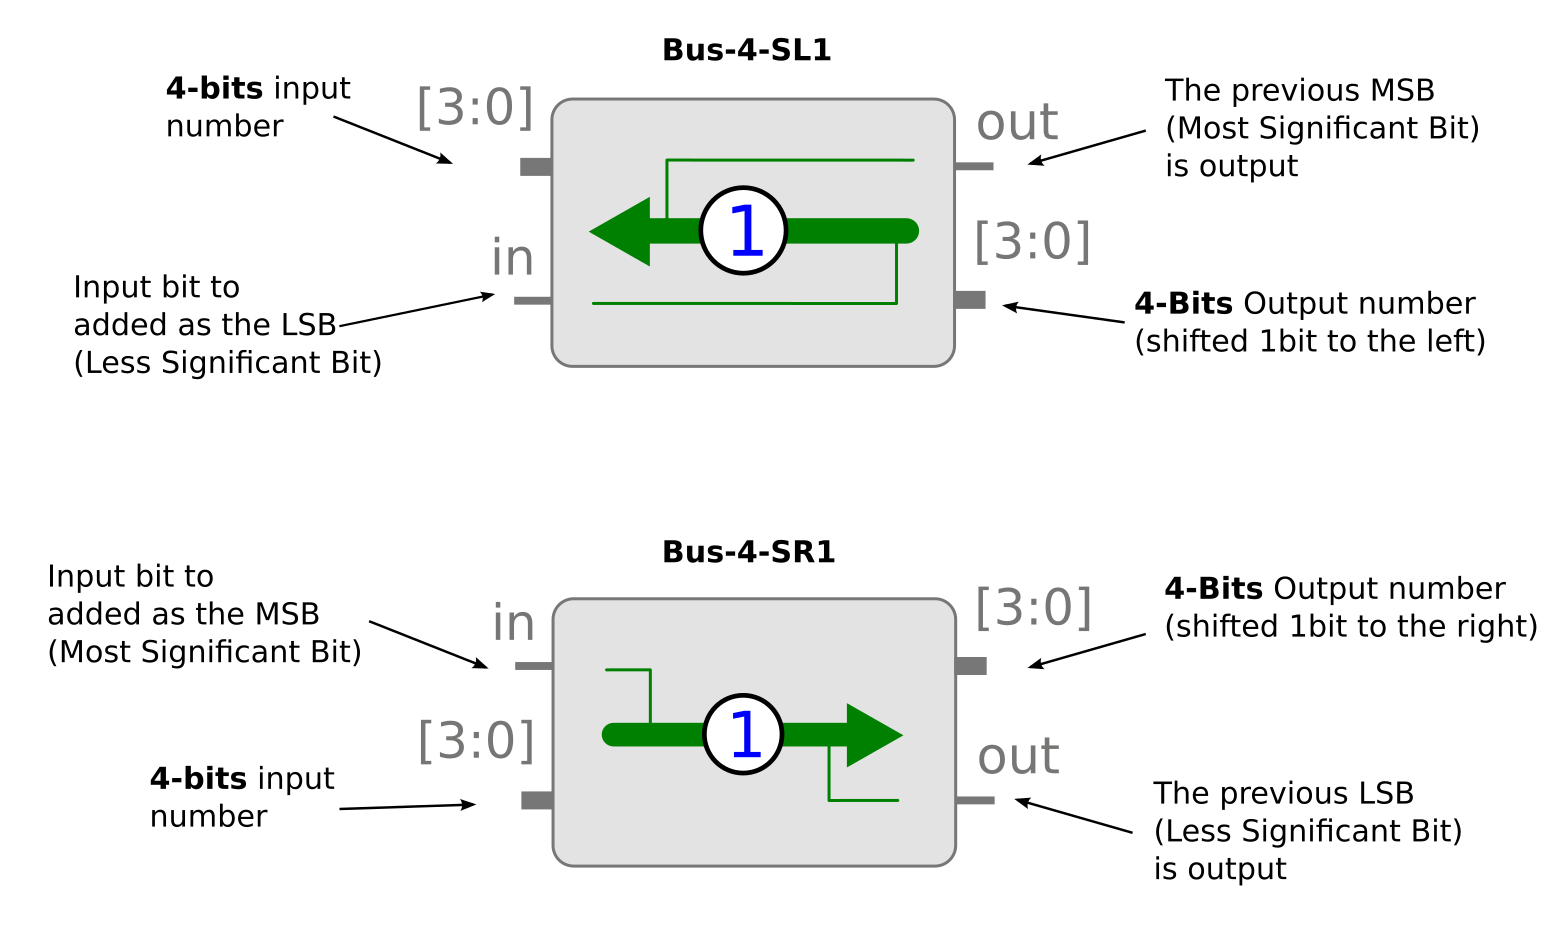 Bus-4-SL1
4-bits input
number
[3:0]
out
The previous MSB
(Most Significant Bit)
is output
1
in
[3:0]
Input bit to
added as the LSB
(Less Significant Bit)
4-Bits Output number
(shifted 1bit to the left)
Bus-4-SR1
Input bit to
added as the MSB
(Most Significant Bit)
in
[3:0]
4-Bits Output number
(shifted 1bit to the right)
1
[3:0]
out
4-bits input
number
The previous LSB
(Less Significant Bit)
is output